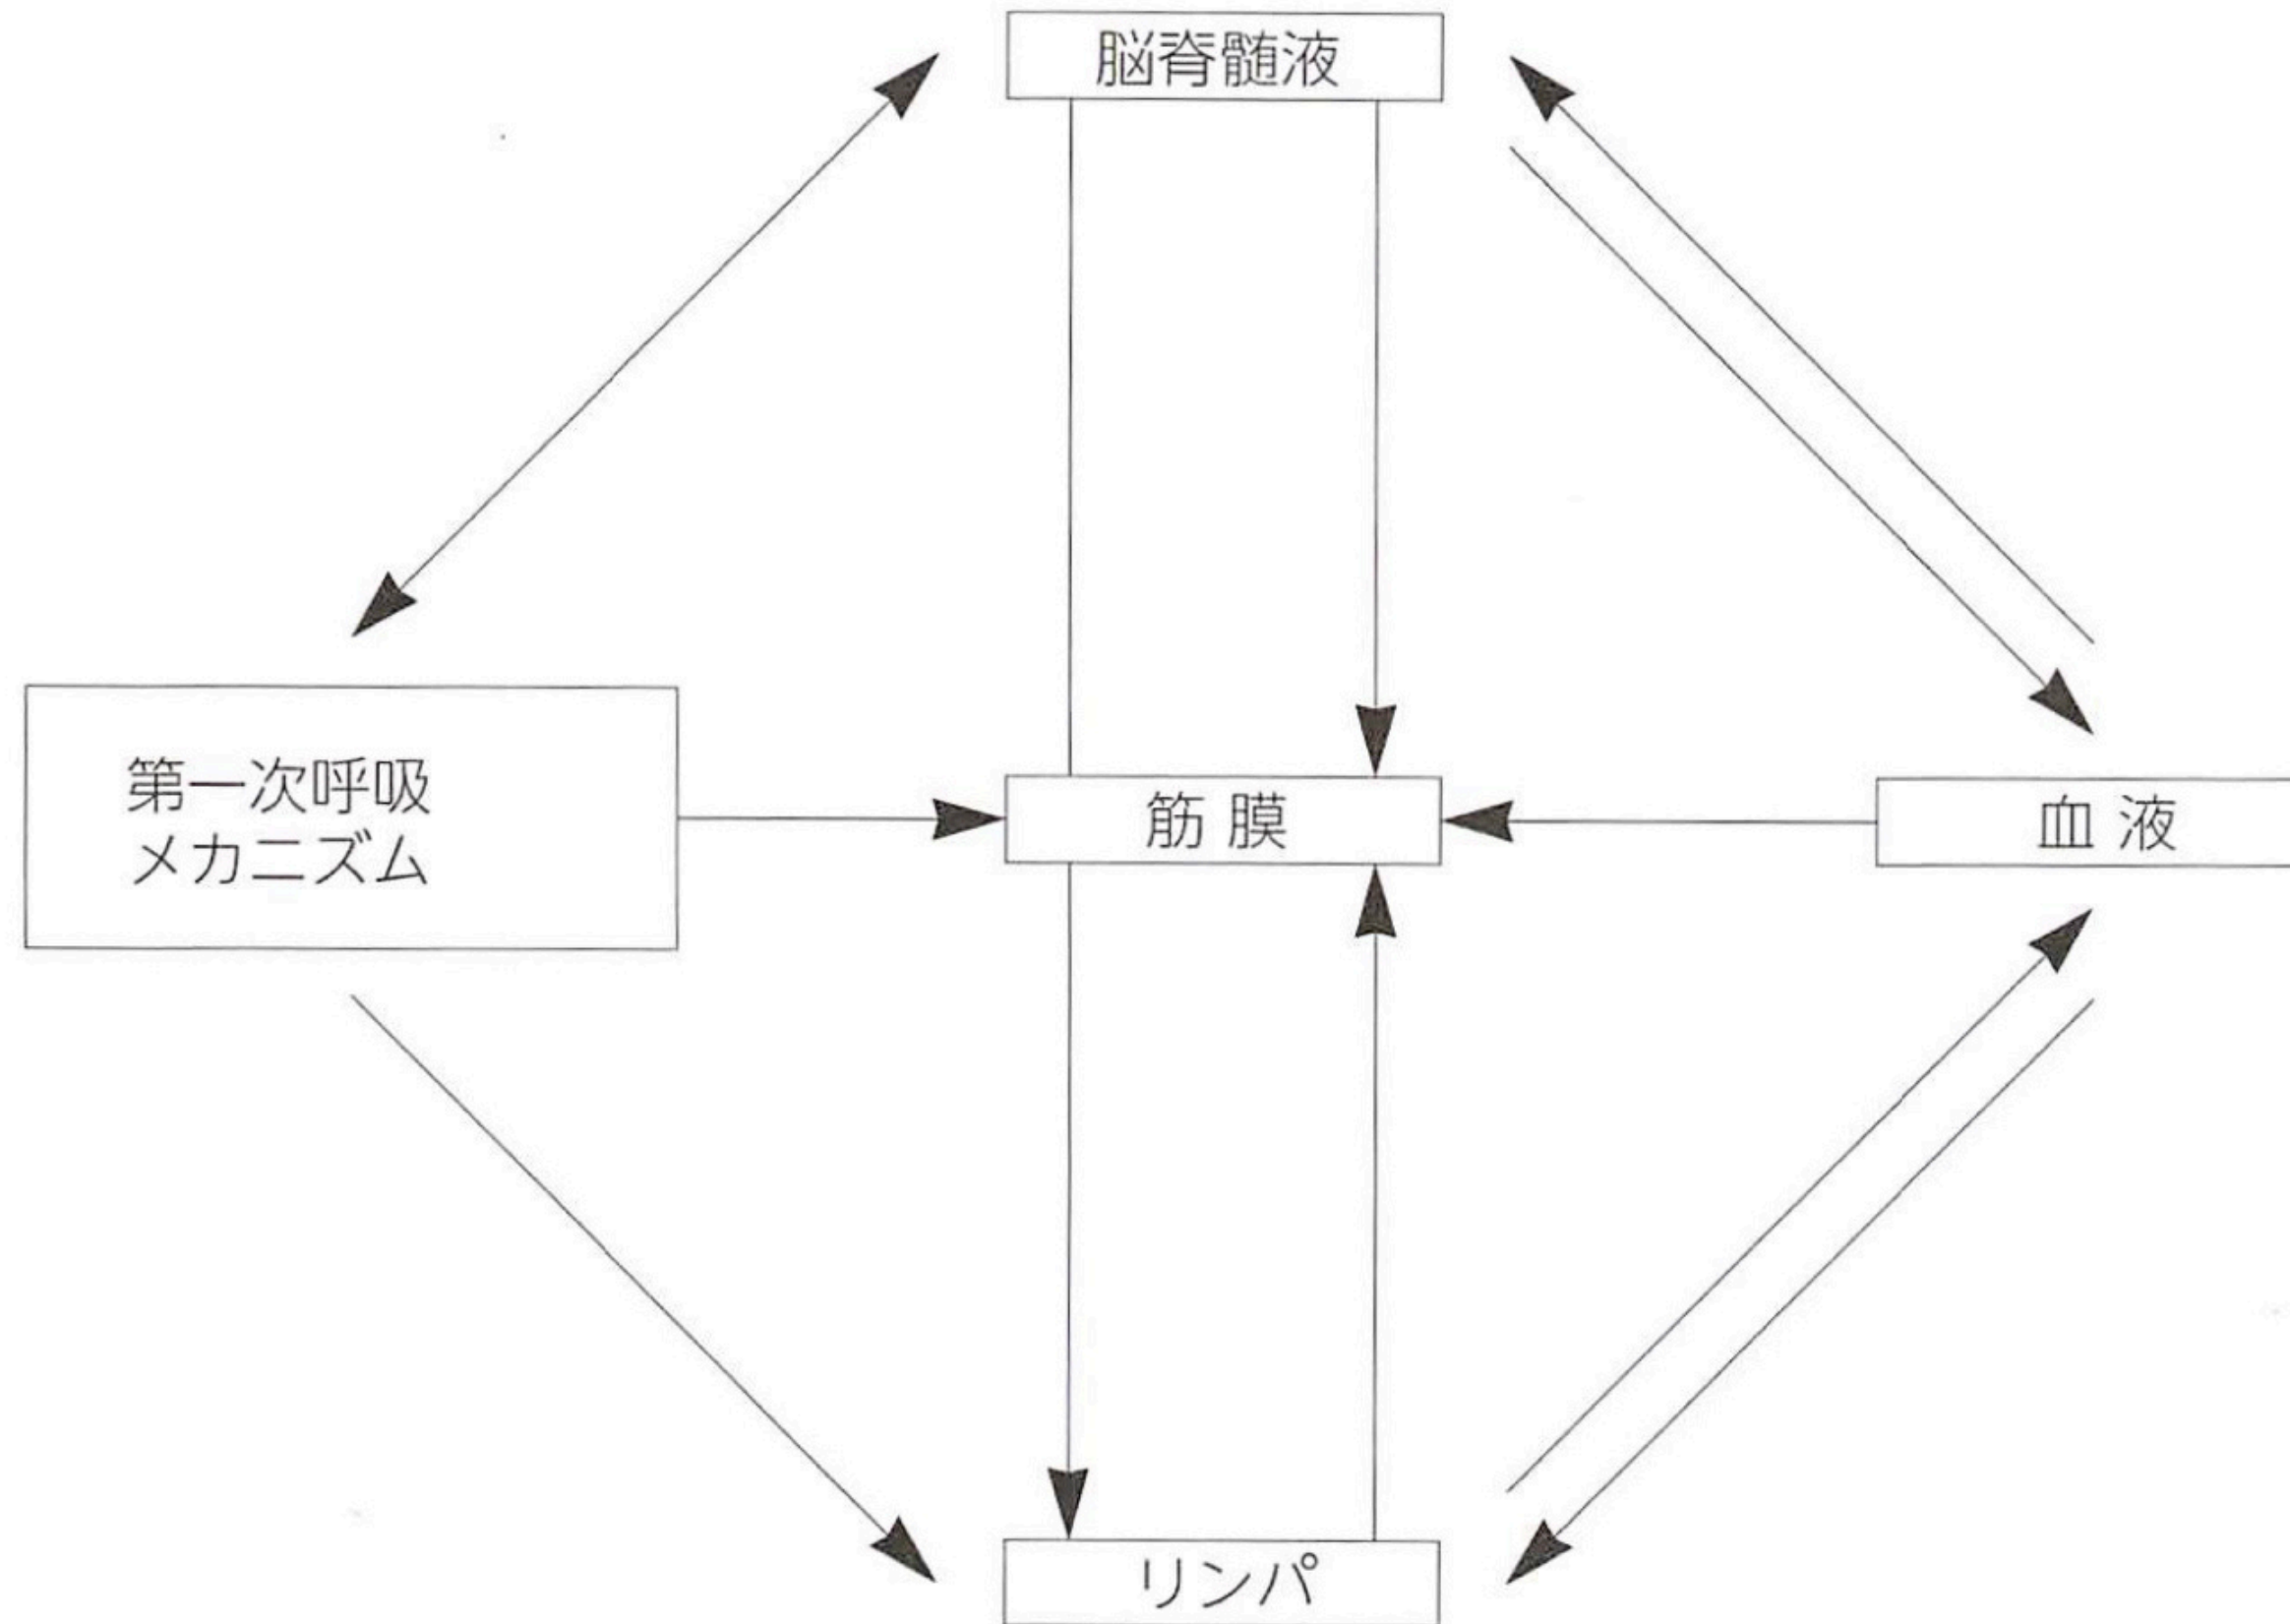 脳脊髄液
第一次呼吸
メカニズム
筋 膜
血 液
リンパ